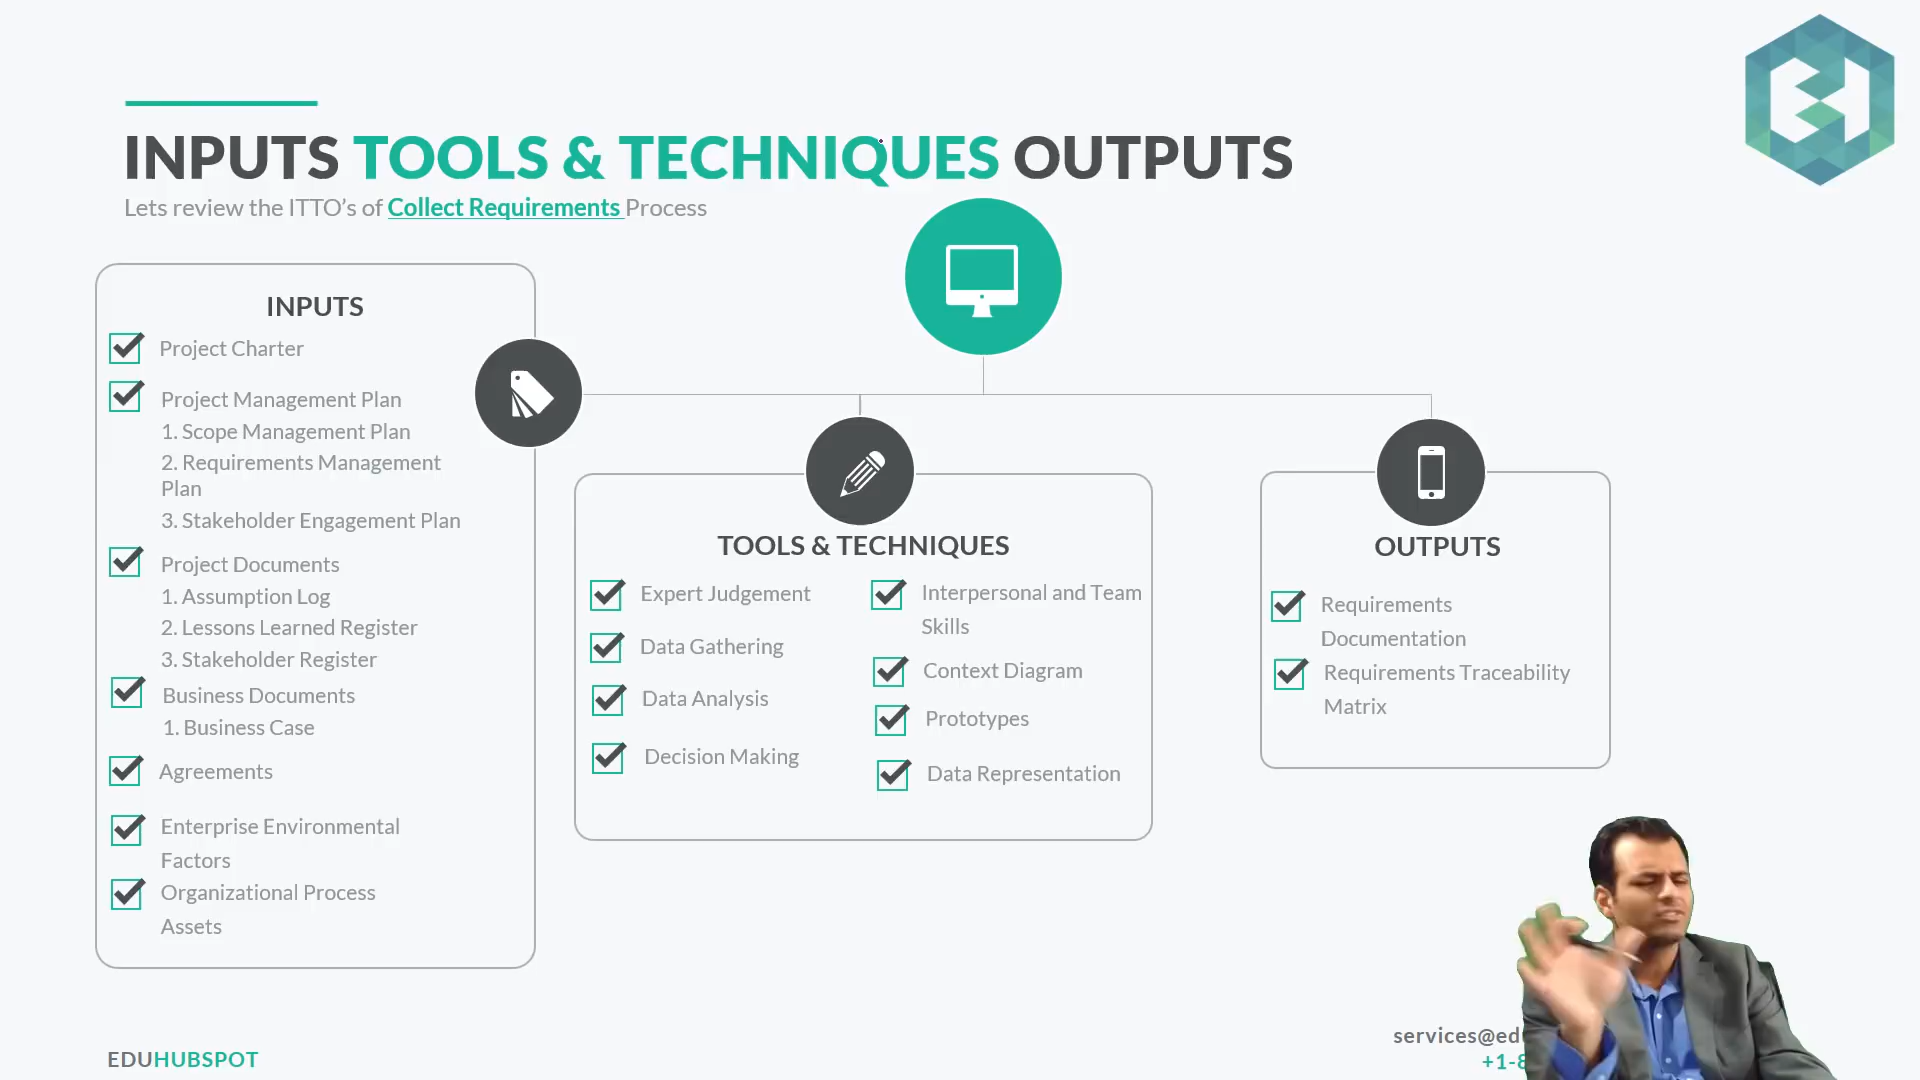 INPUTS TOOLS & TECHNIQUES OUTPUTS
Lets review the ITTO’s of Collect Requirements Process
INPUTS
Project Charter
Project Management Plan
1. Scope Management Plan
2. Requirements Management
Plan
3. Stakeholder Engagement Plan
Project Documents
1. Assumption Log
2. Lessons Learned Register
3. Stakeholder Register
Business Documents
1. Business Case
Agreements
Enterprise Environmental
Factors
Organizational Process
Assets
TOOLS & TECHNIQUES
Expert Judgement
Data Gathering
Data Analysis
Decision Making
Interpersonal and Team
Skills
Context Diagram
Prototypes
Data Representation
OUTPUTS
Requirements
Documentation
Requirements Traceability
Matrix
EDUHUBSPOT